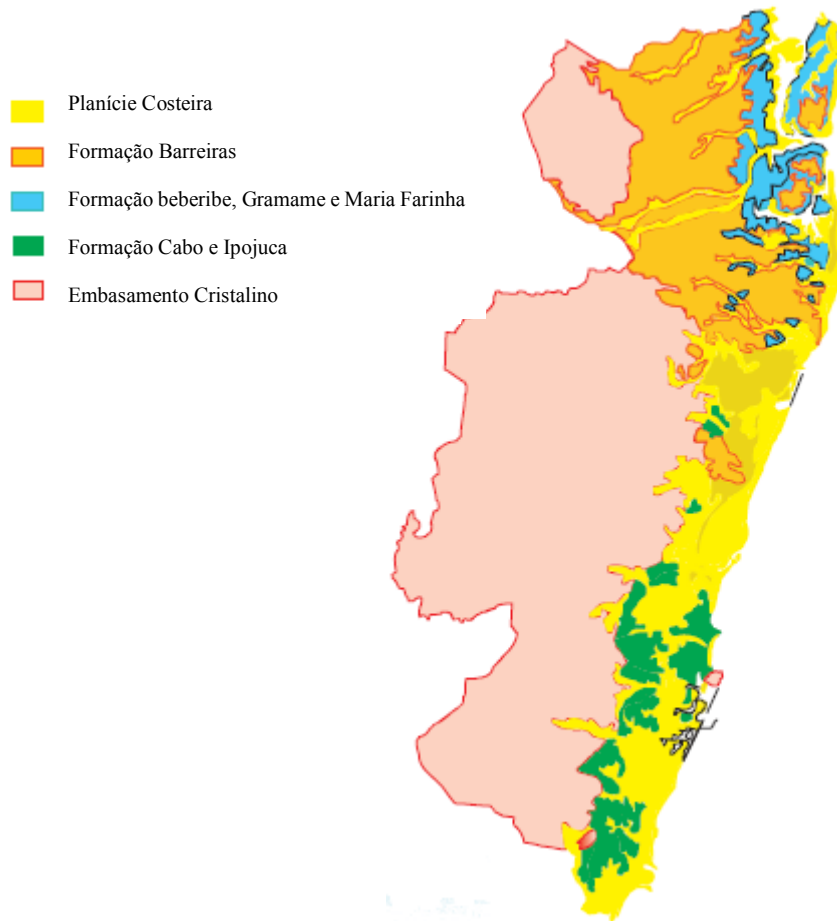 Planície Costeira
Formação Barreiras
Formação beberibe, Gramame e Maria Farinha
Formação Cabo e Ipojuca
Embasamento Cristalino